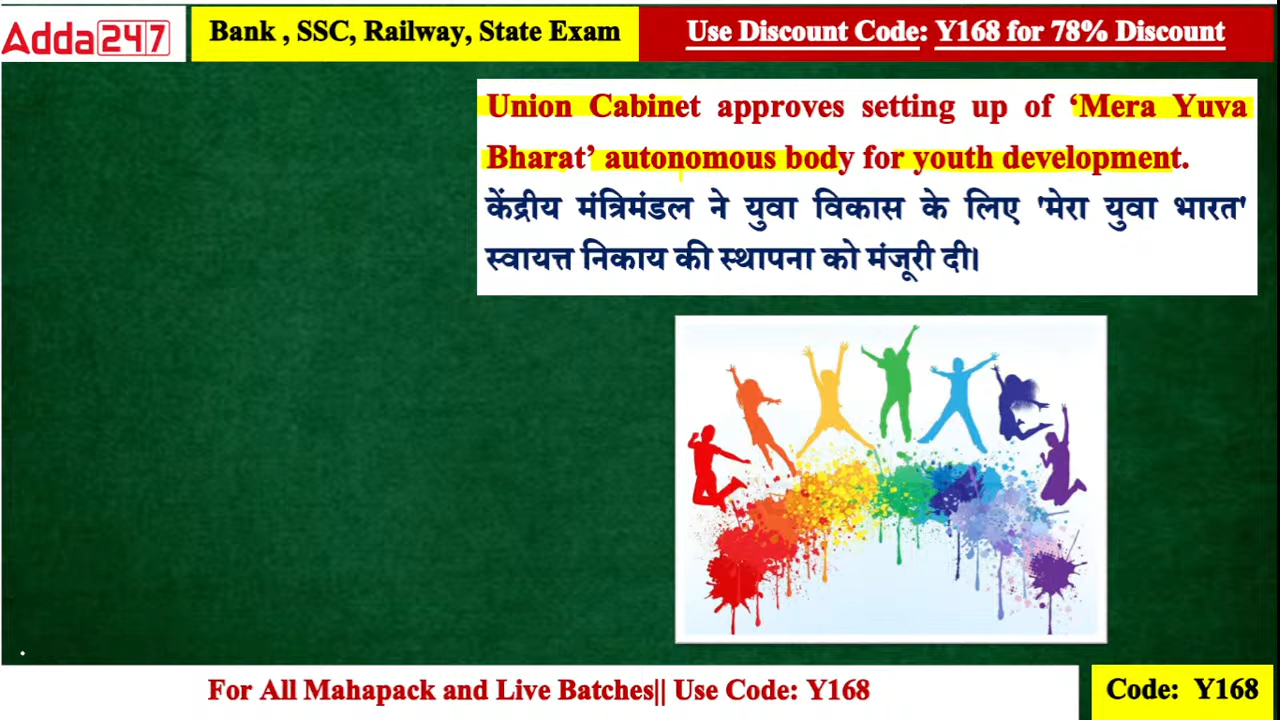 Adda247
Bank , SSC, Railway, State Exam
Use Discount Code: Y168 for 78% Discount
Union Cabinet approves setting up of ‘Mera Yuva
Bharat’ autonomous body for youth development.
केंद्रीय मंत्रिमंडल ने युवा विकास के लिए 'मेरा युवा भारत'
स्वायत्त निकाय की स्थापना को मंजूरी दी।
For All Mahapack and Live Batches|| Use Code: Y168
Code: Y168